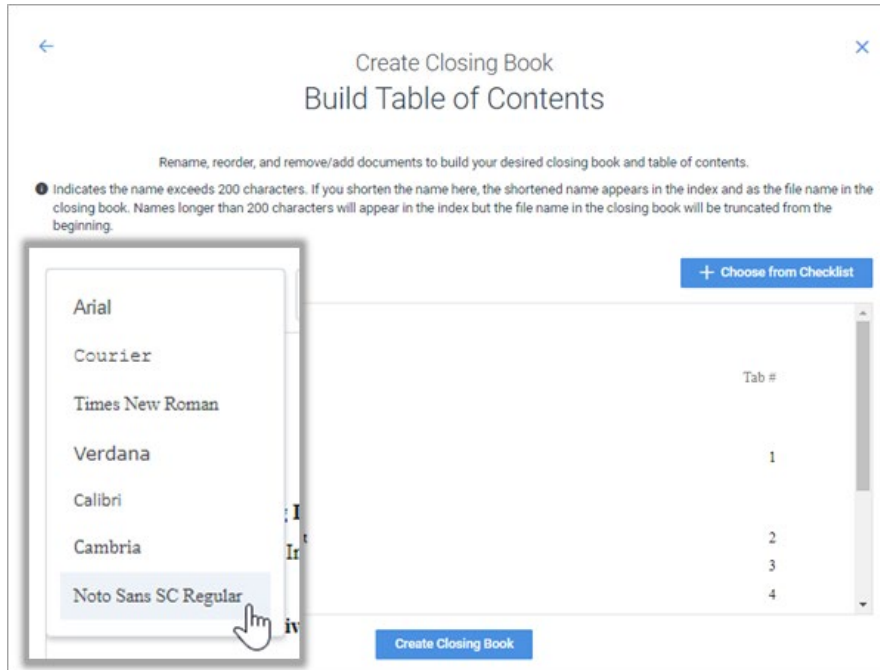 Create Closing Book
Build Table of Contents
Rename, reorder, and remove/add documents to build your desired closing book and table of contents.
Indicates the name exceeds 200 characters. If you shorten the name here, the shortened name appears in the index and as the file name in the
closing book. Names longer than 200 characters will appear in the index but the file name in the closing book will be truncated from the
beginning.
+ Choose from Checklist
Arial
Courier
Tab #
Times New Roman
Verdana
1
Calibri
Cambria
2
3
Noto Sans SC Regular
4
Create Closing Book